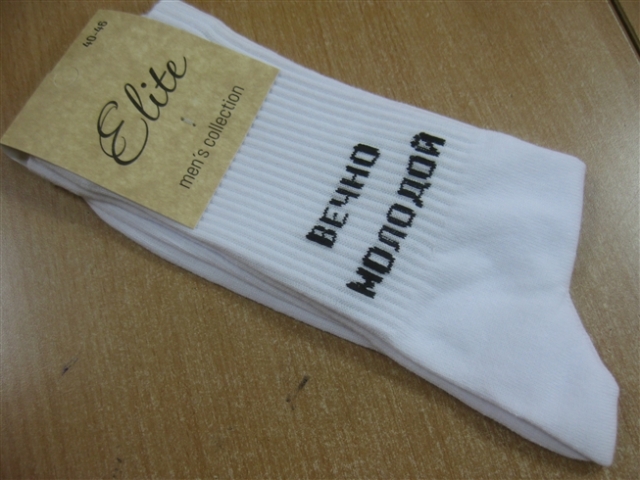 40-46
Elite
men's collection
ВЕЧНО
МОЛОДОЙ